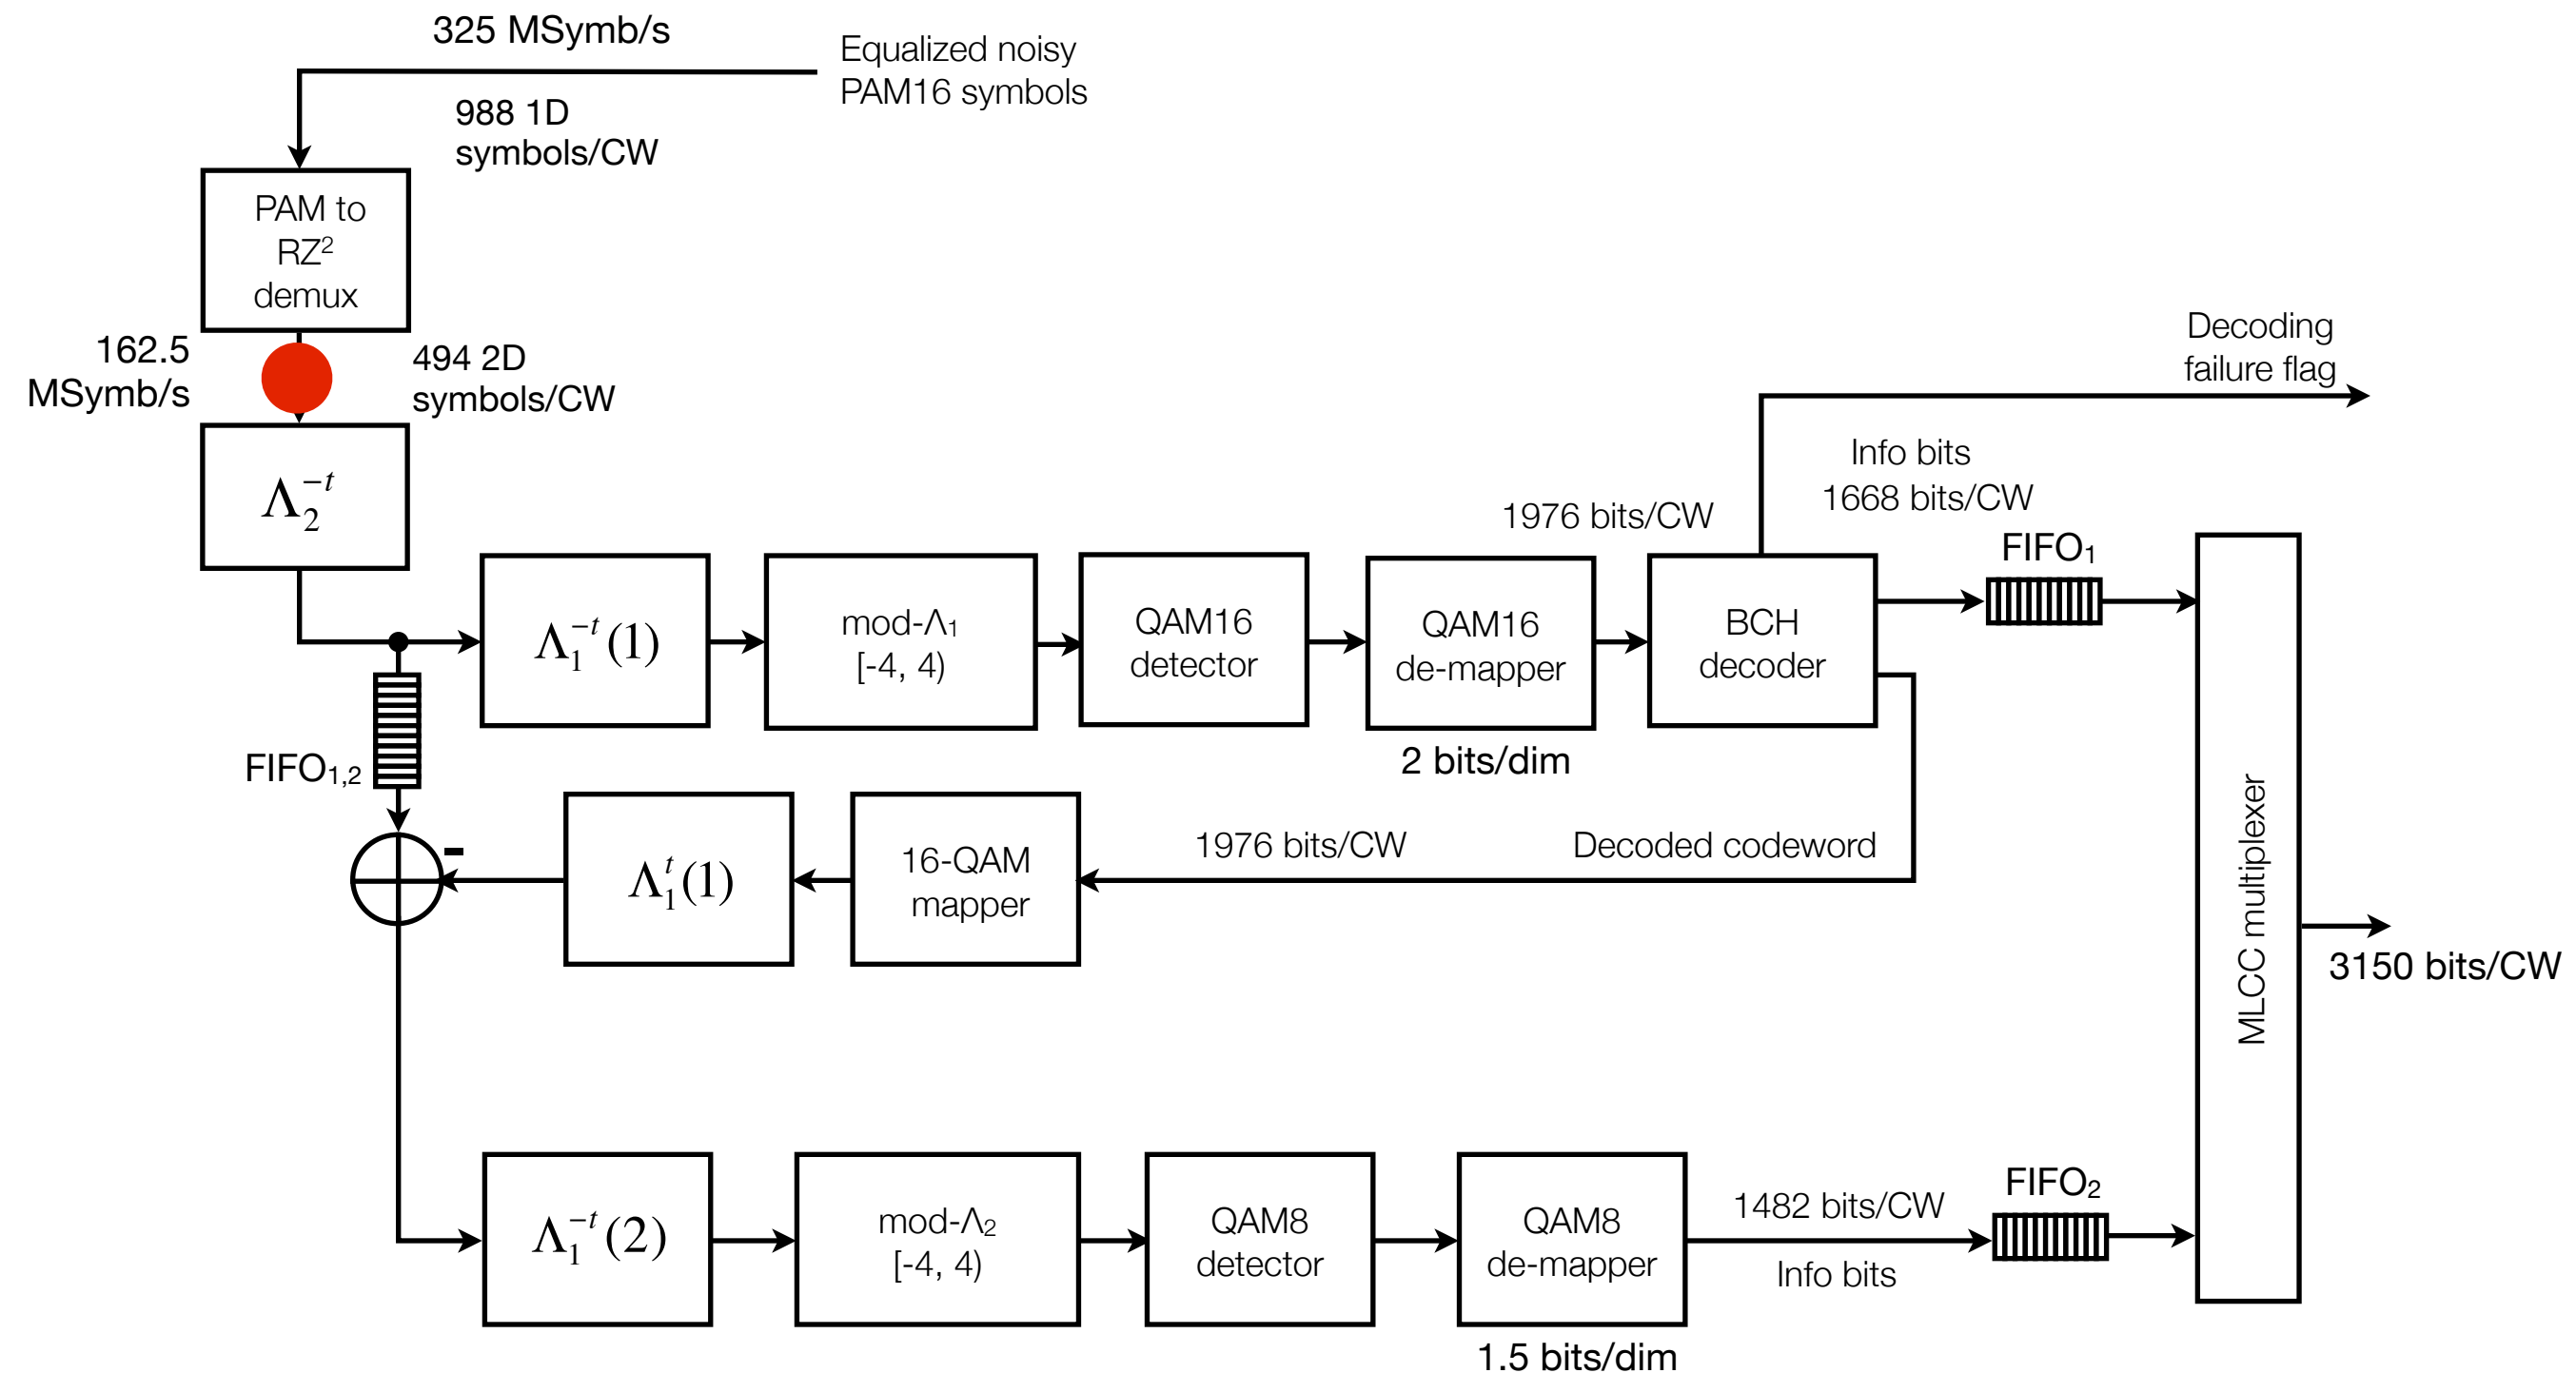 325 MSymb/s
Equalized noisy
PAM16 symbols
988 1D
symbols/CW
PAM to
RZ²
demux
162.5
MSymb/s
494 2D
symbols/CW
Λ₂⁻ᵗ
Decoding
failure flag
Info bits
1668 bits/CW
1976 bits/CW
FIFO₁
Λ₁⁻ᵗ(1)
mod-Λ₁
[-4, 4)
QAM16
detector
QAM16
de-mapper
BCH
decoder
2 bits/dim
FIFO₁,₂
-
Λ₁ᵗ(1)
16-QAM
mapper
1976 bits/CW
Decoded codeword
MLCC multiplexer
3150 bits/CW
Λ₁⁻ᵗ(2)
mod-Λ₂
[-4, 4)
QAM8
detector
QAM8
de-mapper
1482 bits/CW
Info bits
FIFO₂
1.5 bits/dim